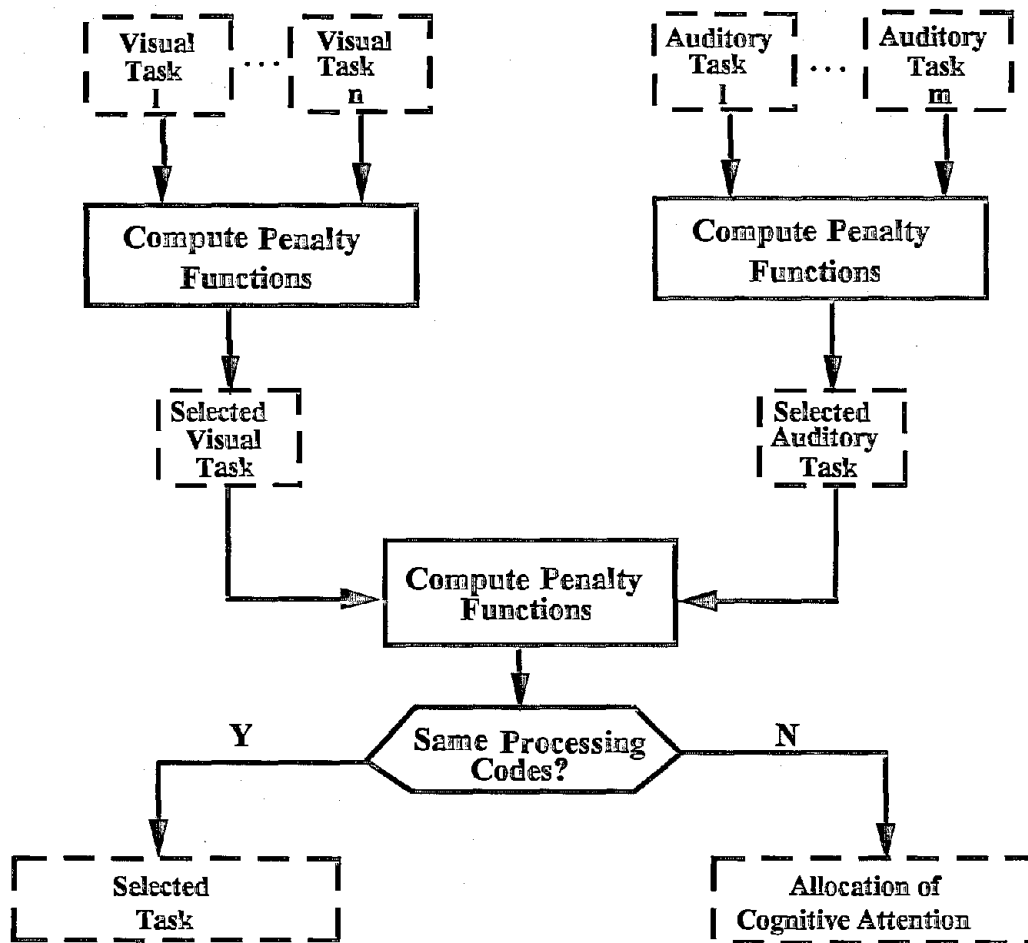 Visual
Task
1
...
Visual
Task
n
Auditory
Task
1
...
Auditory
Task
m
Compute Penalty
Functions
Compute Penalty
Functions
Selected
Visual
Task
Selected
Auditory
Task
Compute Penalty
Functions
Same Processing
Codes?
Y
N
Selected
Task
Allocation of
Cognitive Attention